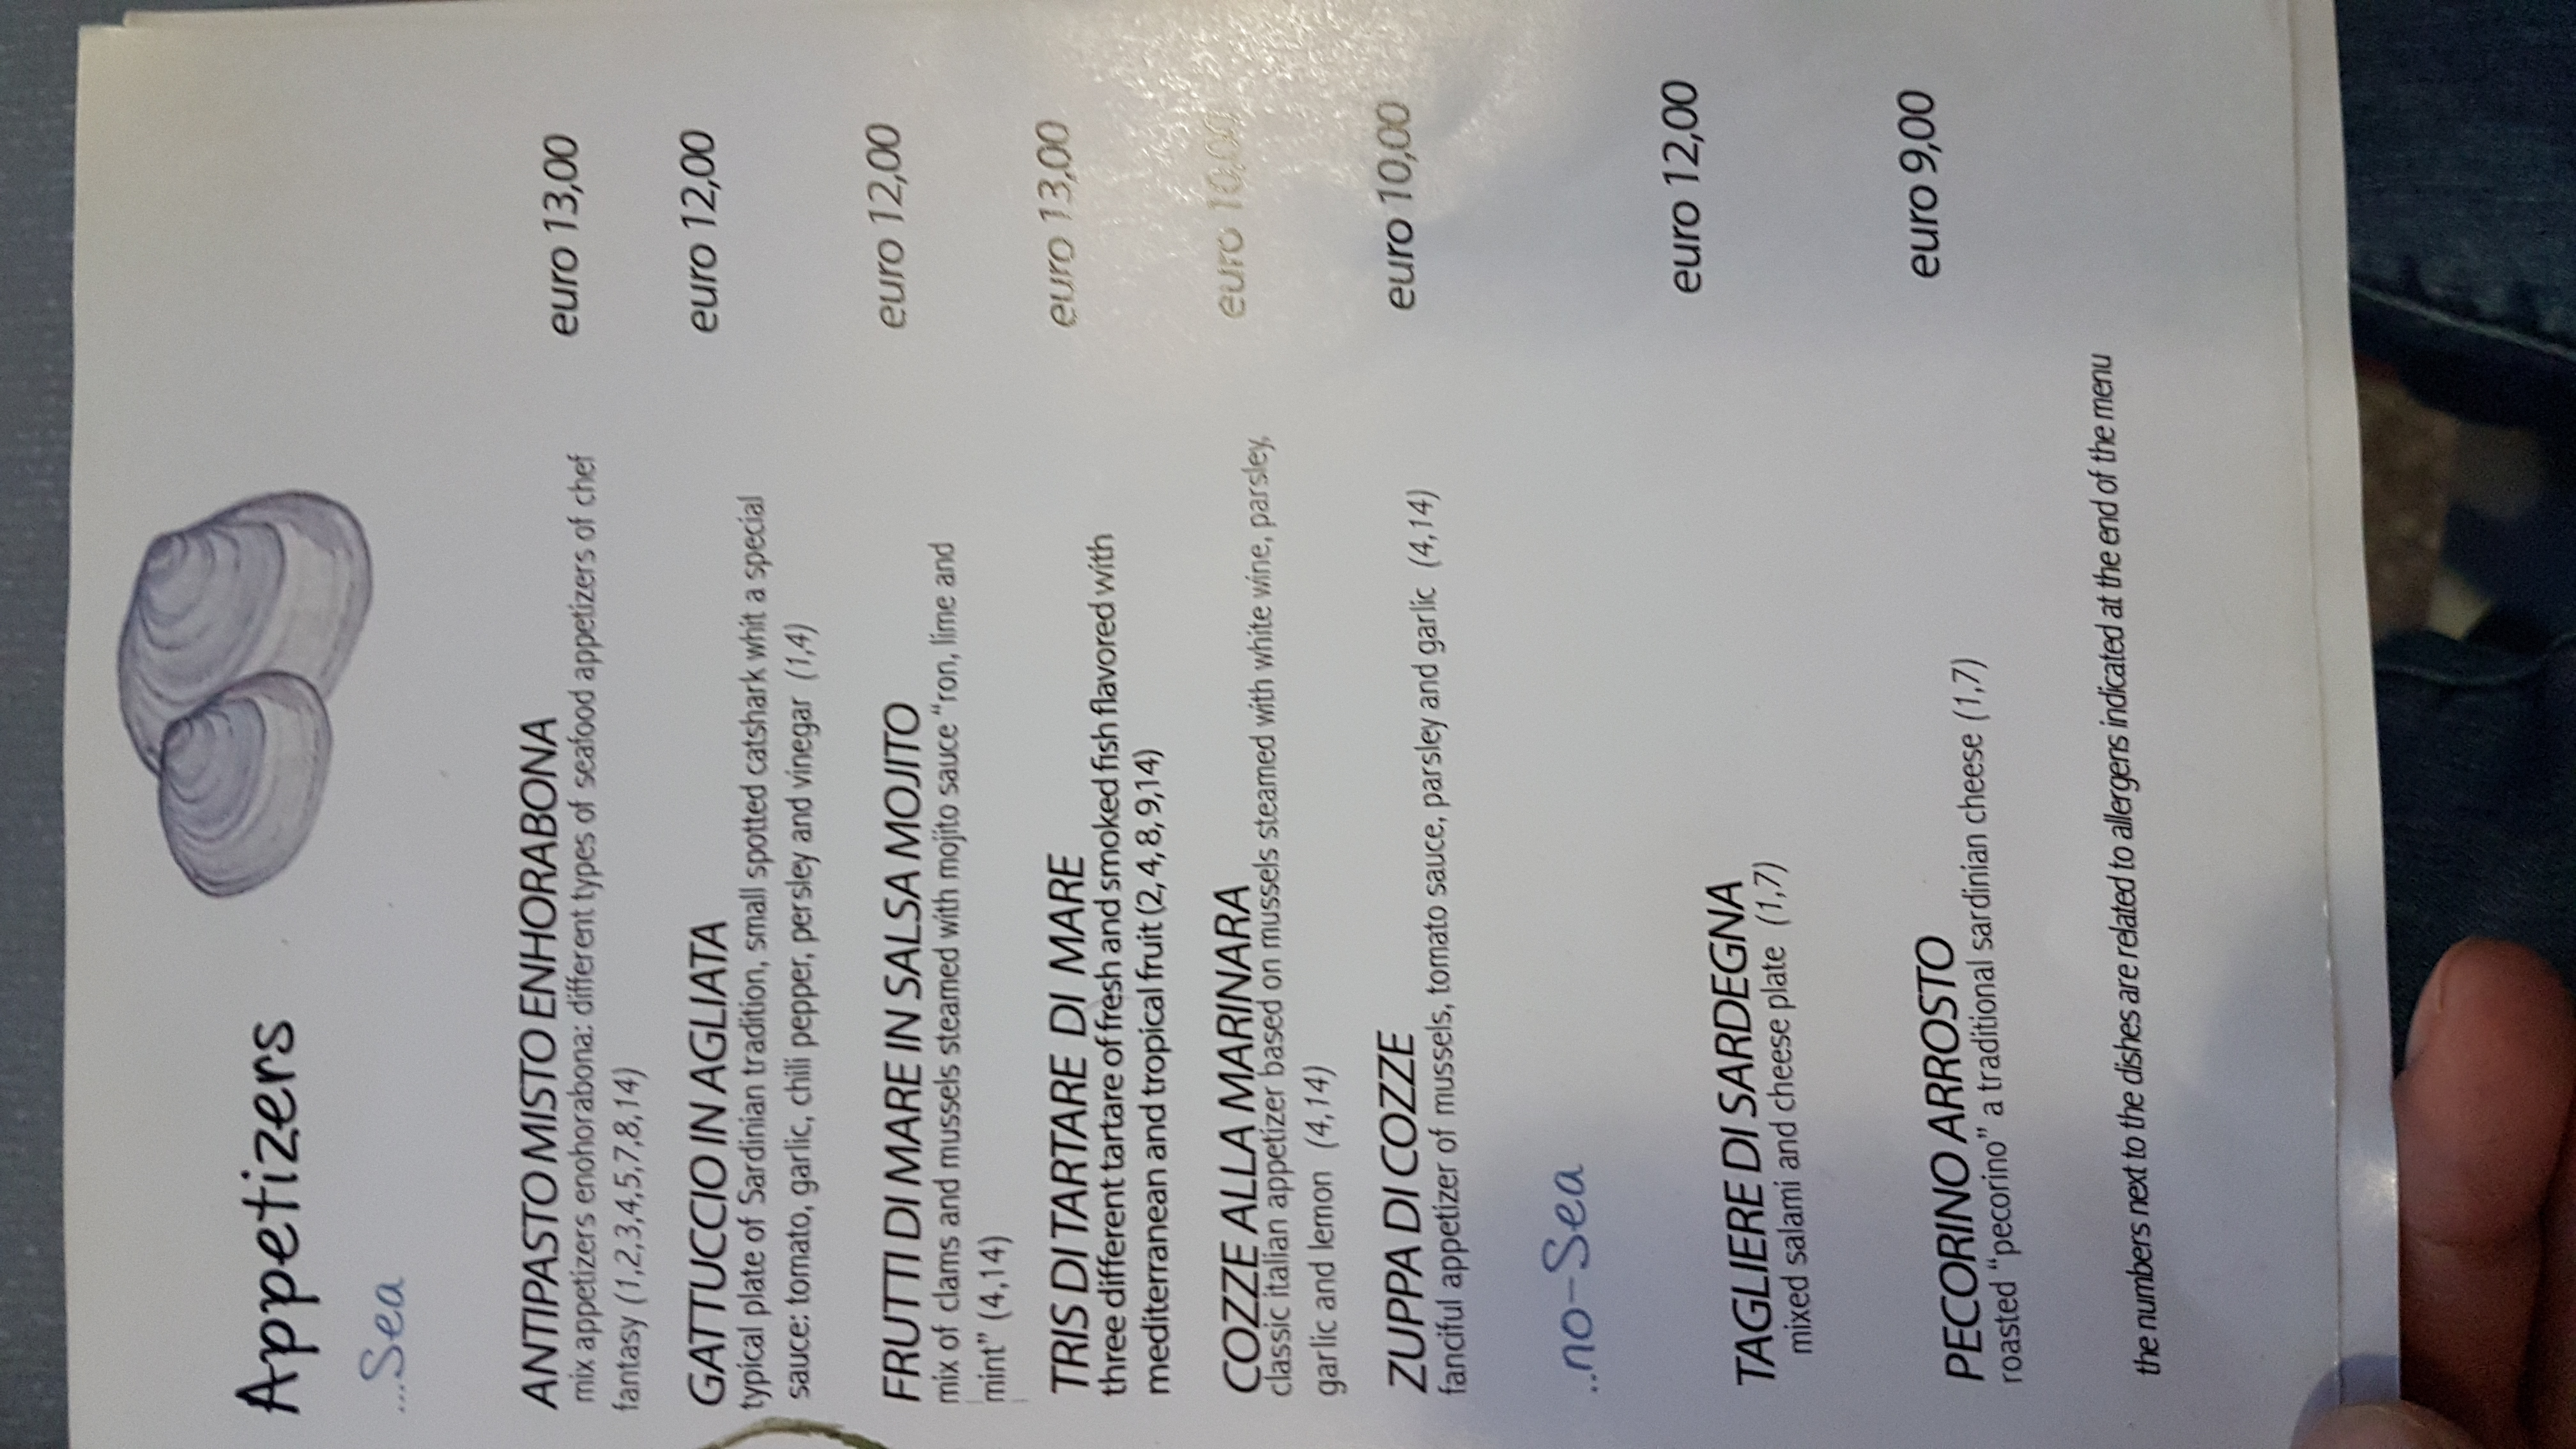 Appetizers
...Sea
ANTIPASTO MISTO ENHORABONA
euro 13,00
mix appetizers enohorabona: different types of seafood appetizers of chef
fantasy (1,2,3,4,5,7,8,14)
GATTUCCIO IN AGLIATA
euro 12,00
typical plate of Sardinian tradition, small spotted catshark whit a special
sauce: tomato, garlic, chili pepper, persley and vinegar (1,4)
FRUTTI DI MARE IN SALSA MOJITO
euro 12,00
mix of clams and mussels steamed with mojito sauce “ron, lime and
mint” (4,14)
TRIS DI TARTARE DI MARE
euro 13,00
three different tartare of fresh and smoked fish flavored with
mediterranean and tropical fruit (2, 4, 8, 9,14)
COZZE ALLA MARINARA
euro 10,00
classic italian appetizer based on mussels steamed with white wine, parsley,
garlic and lemon (4,14)
ZUPPA DI COZZE
euro 10,00
fanciful appetizer of mussels, tomato sauce, parsley and garlic (4,14)
..no-Sea
TAGLIERE DI SARDEGNA
euro 12,00
mixed salami and cheese plate (1,7)
PECORINO ARROSTO
euro 9,00
roasted “pecorino” a traditional sardinian cheese (1,7)
the numbers next to the dishes are related to allergens indicated at the end of the menu